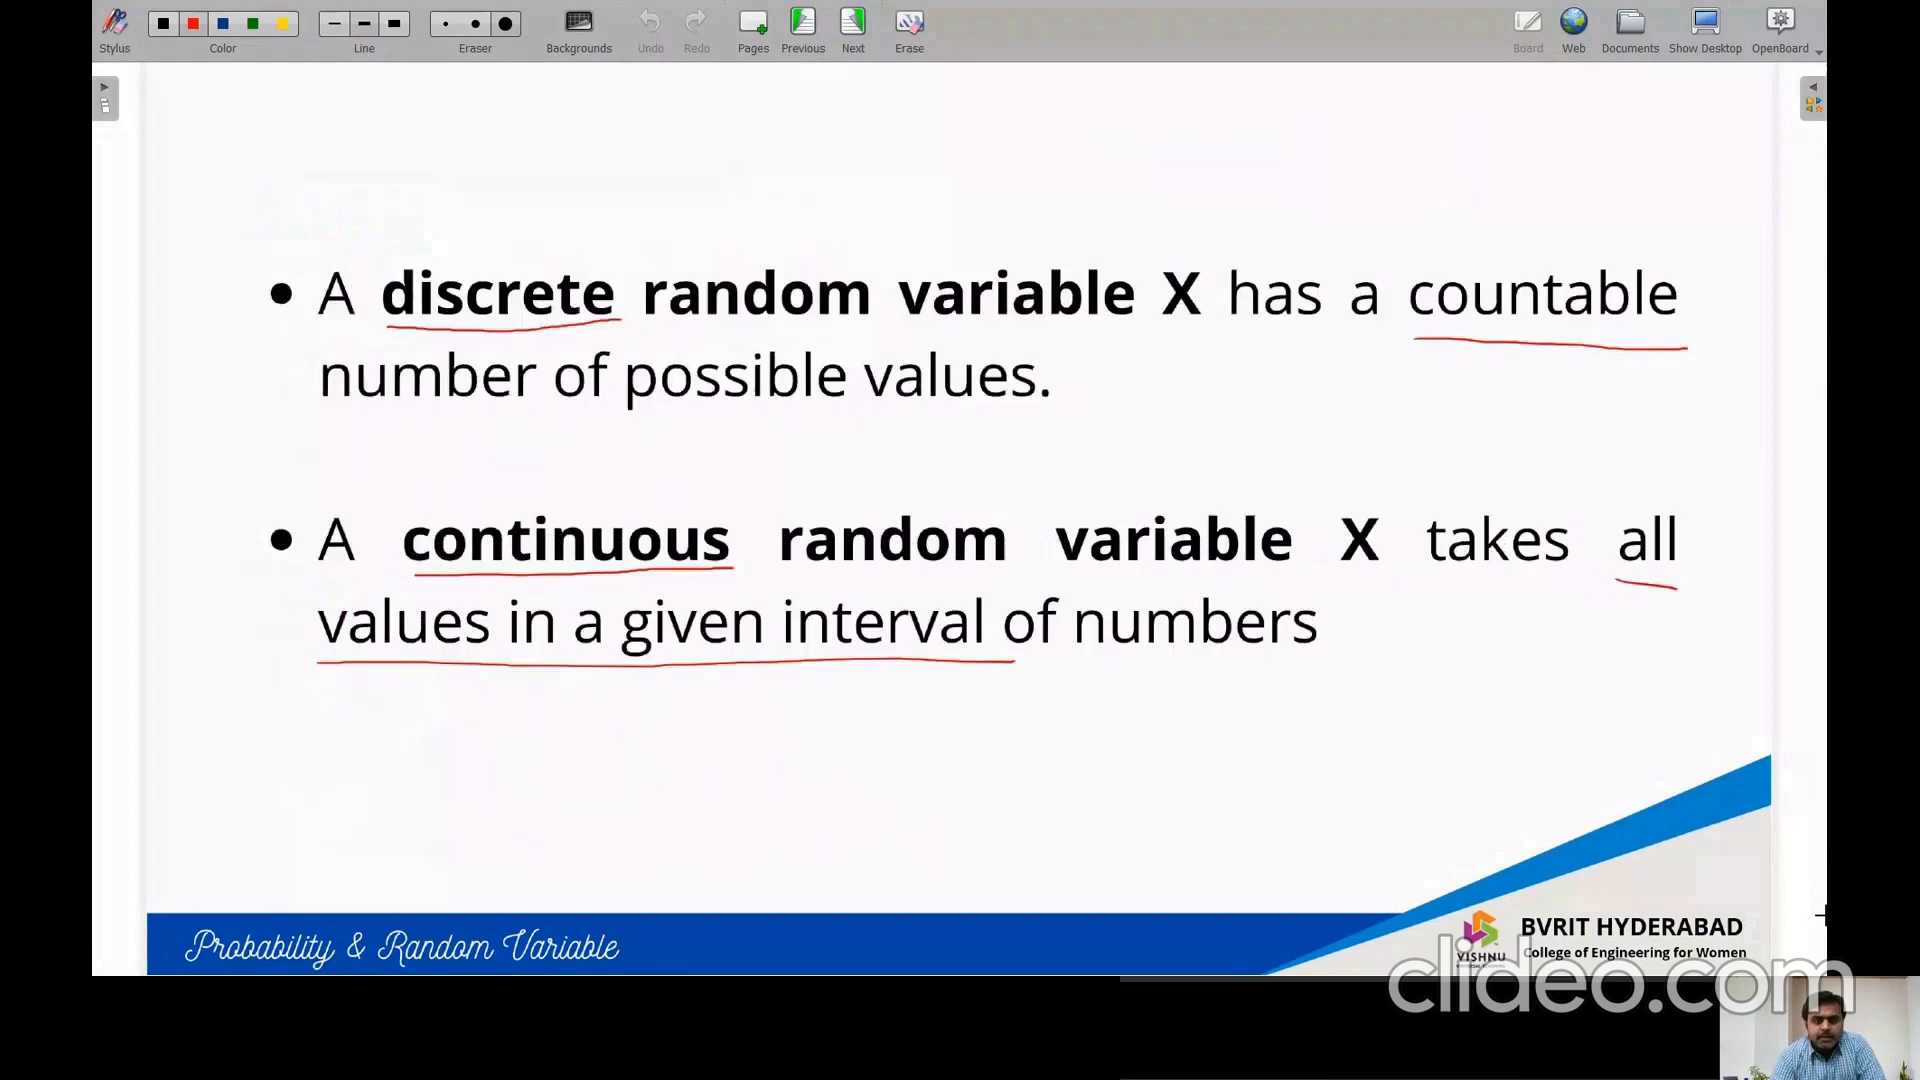 Stylus
Color
Line
Eraser
Backgrounds
Undo
Redo
Pages
Previous
Next
Erase
Board
Web
Documents
Show Desktop
OpenBoard
• A discrete random variable X has a countable
number of possible values.
• A continuous random variable X takes all
values in a given interval of numbers
Probability & Random Variable
VISHNU
BVRIT HYDERABAD
College of Engineering for Women
clideo.com